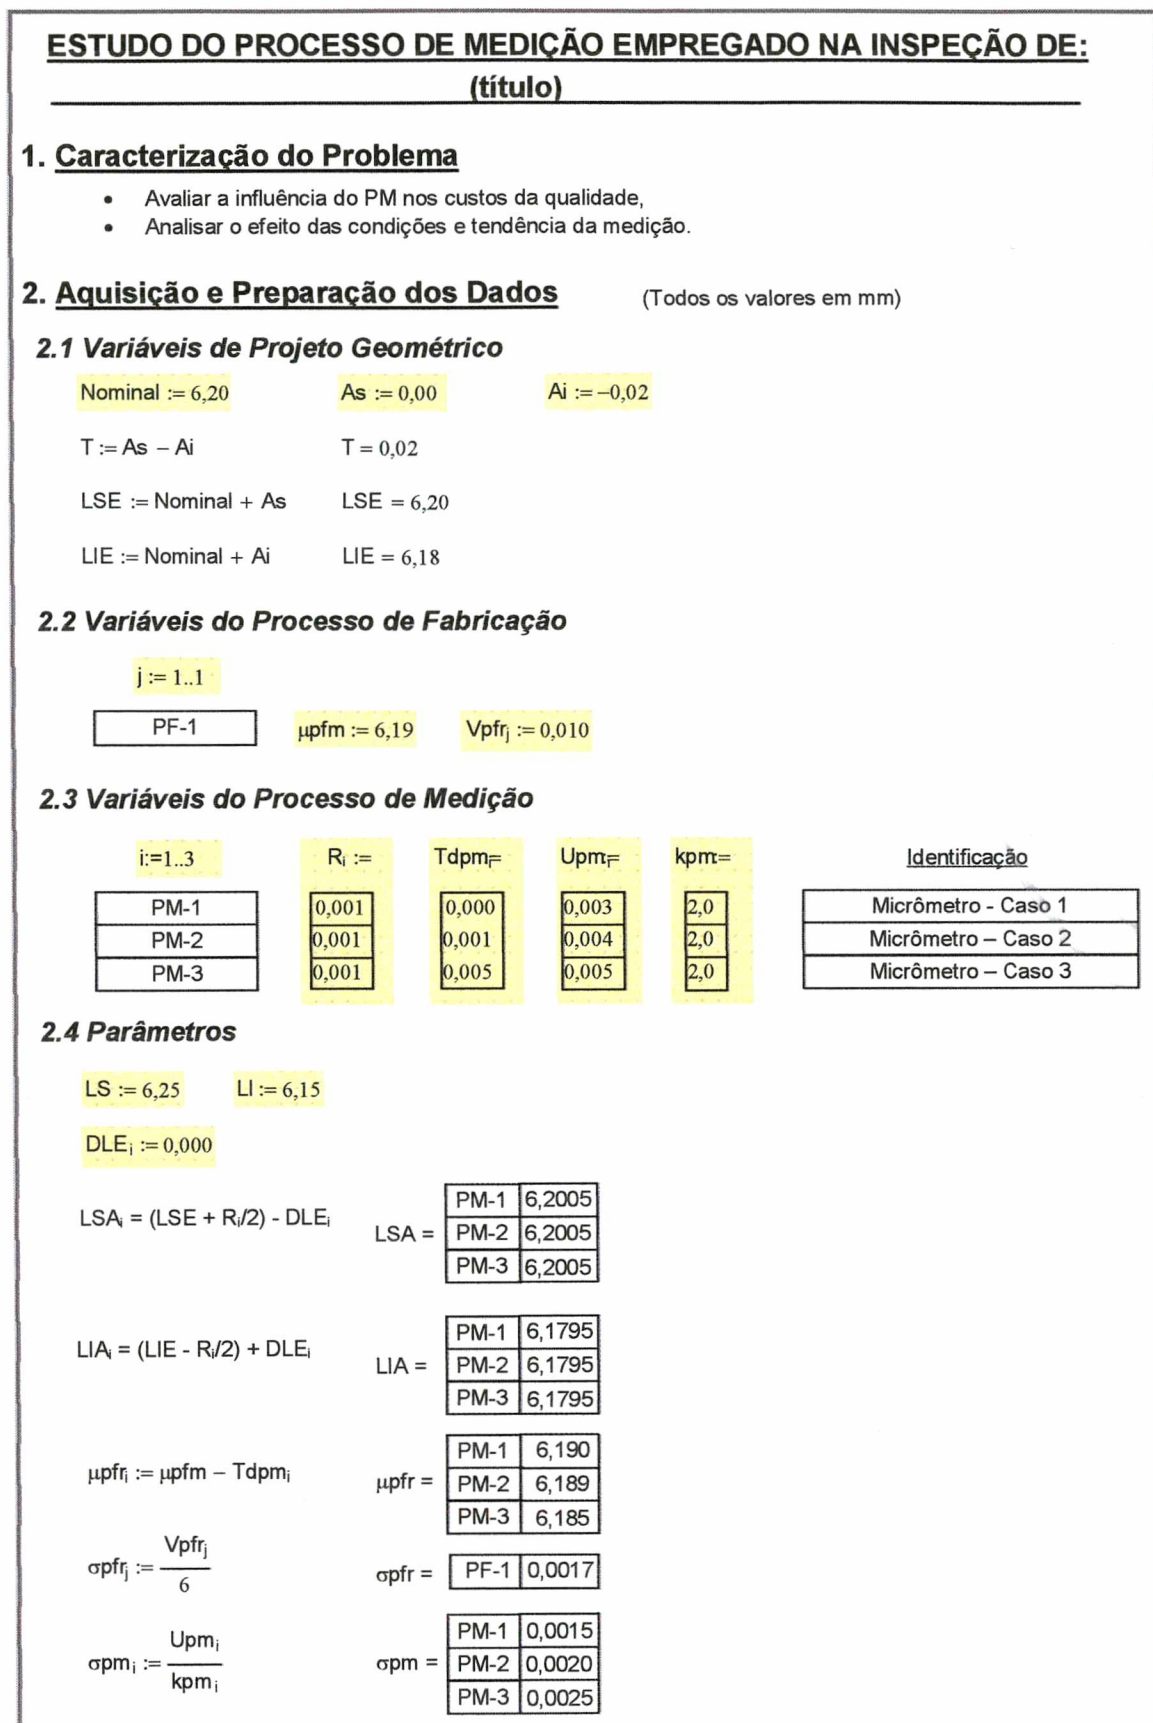 ESTUDO DO PROCESSO DE MEDIÇÃO EMPREGADO NA INSPEÇÃO DE:
(título)
1. Caracterização do Problema
• Avaliar a influência do PM nos custos da qualidade,
• Analisar o efeito das condições e tendência da medição.
2. Aquisição e Preparação dos Dados (Todos os valores em mm)
2.1 Variáveis de Projeto Geométrico
Nominal := 6,20 As := 0,00 Ai := −0,02
T := As − Ai T = 0,02
LSE := Nominal + As LSE = 6,20
LIE := Nominal + Ai LIE = 6,18
2.2 Variáveis do Processo de Fabricação
j := 1..1
PF-1 μpfm := 6,19 Vpfrj := 0,010
2.3 Variáveis do Processo de Medição
i:=1..3 Ri := Tdpm= Upm= kpm:= Identificação
PM-1 0,001 0,000 0,003 2,0 Micrômetro - Caso 1
PM-2 0,001 0,001 0,004 2,0 Micrômetro – Caso 2
PM-3 0,001 0,005 0,005 2,0 Micrômetro – Caso 3
2.4 Parâmetros
LS := 6,25 LI := 6,15
DLEi := 0,000
LSAi = (LSE + Ri/2) - DLEi LSA =
PM-1 6,2005
PM-2 6,2005
PM-3 6,2005
LIAi = (LIE - Ri/2) + DLEi LIA =
PM-1 6,1795
PM-2 6,1795
PM-3 6,1795
μpfri := μpfm − Tdpmi μpfr =
PM-1 6,190
PM-2 6,189
PM-3 6,185
σpfrj := Vpfrj / 6 σpfr = PF-1 0,0017
σpmi := Upmi / kpmi σpm =
PM-1 0,0015
PM-2 0,0020
PM-3 0,0025